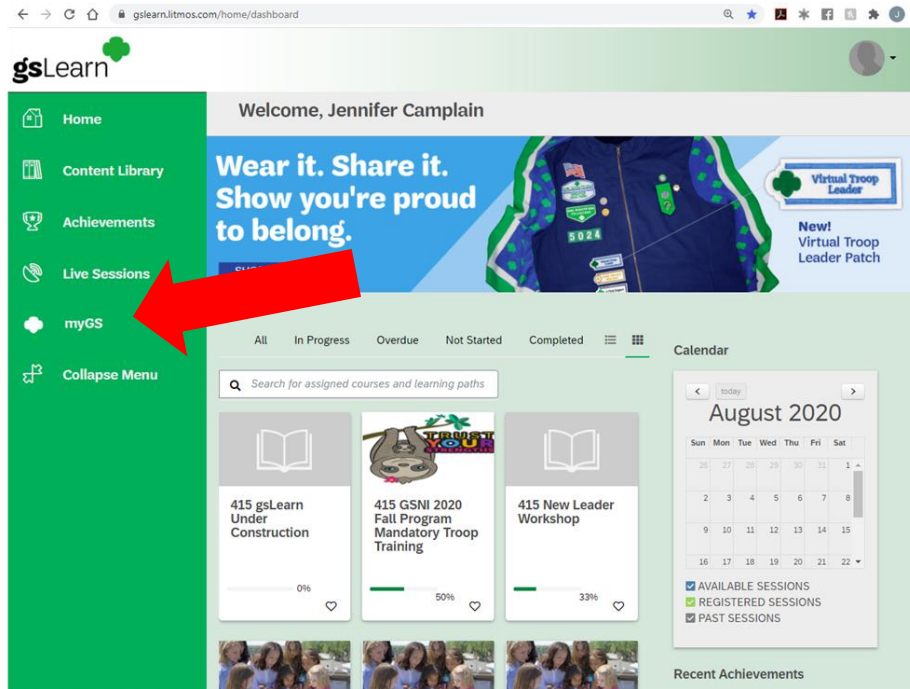 gslearn.litmos.com/home/dashboard
gsLearn
Welcome, Jennifer Camplain
Home
Content Library
Achievements
Live Sessions
myGS
Collapse Menu
Wear it. Share it.
Show you're proud
to belong.
5024
Virtual Troop
Leader
New!
Virtual Troop
Leader Patch
All In Progress Overdue Not Started Completed
Search for assigned courses and learning paths
415 gsLearn
Under
Construction
0%
TRUST
YOUR
STRENGTHS
415 GSNI 2020
Fall Program
Mandatory Troop
Training
50%
415 New Leader
Workshop
33%
Calendar
< today >
August 2020
Sun Mon Tue Wed Thu Fri Sat
26 27 28 29 30 31 1
2 3 4 5 6 7 8
9 10 11 12 13 14 15
16 17 18 19 20 21 22
AVAILABLE SESSIONS
REGISTERED SESSIONS
PAST SESSIONS
Recent Achievements